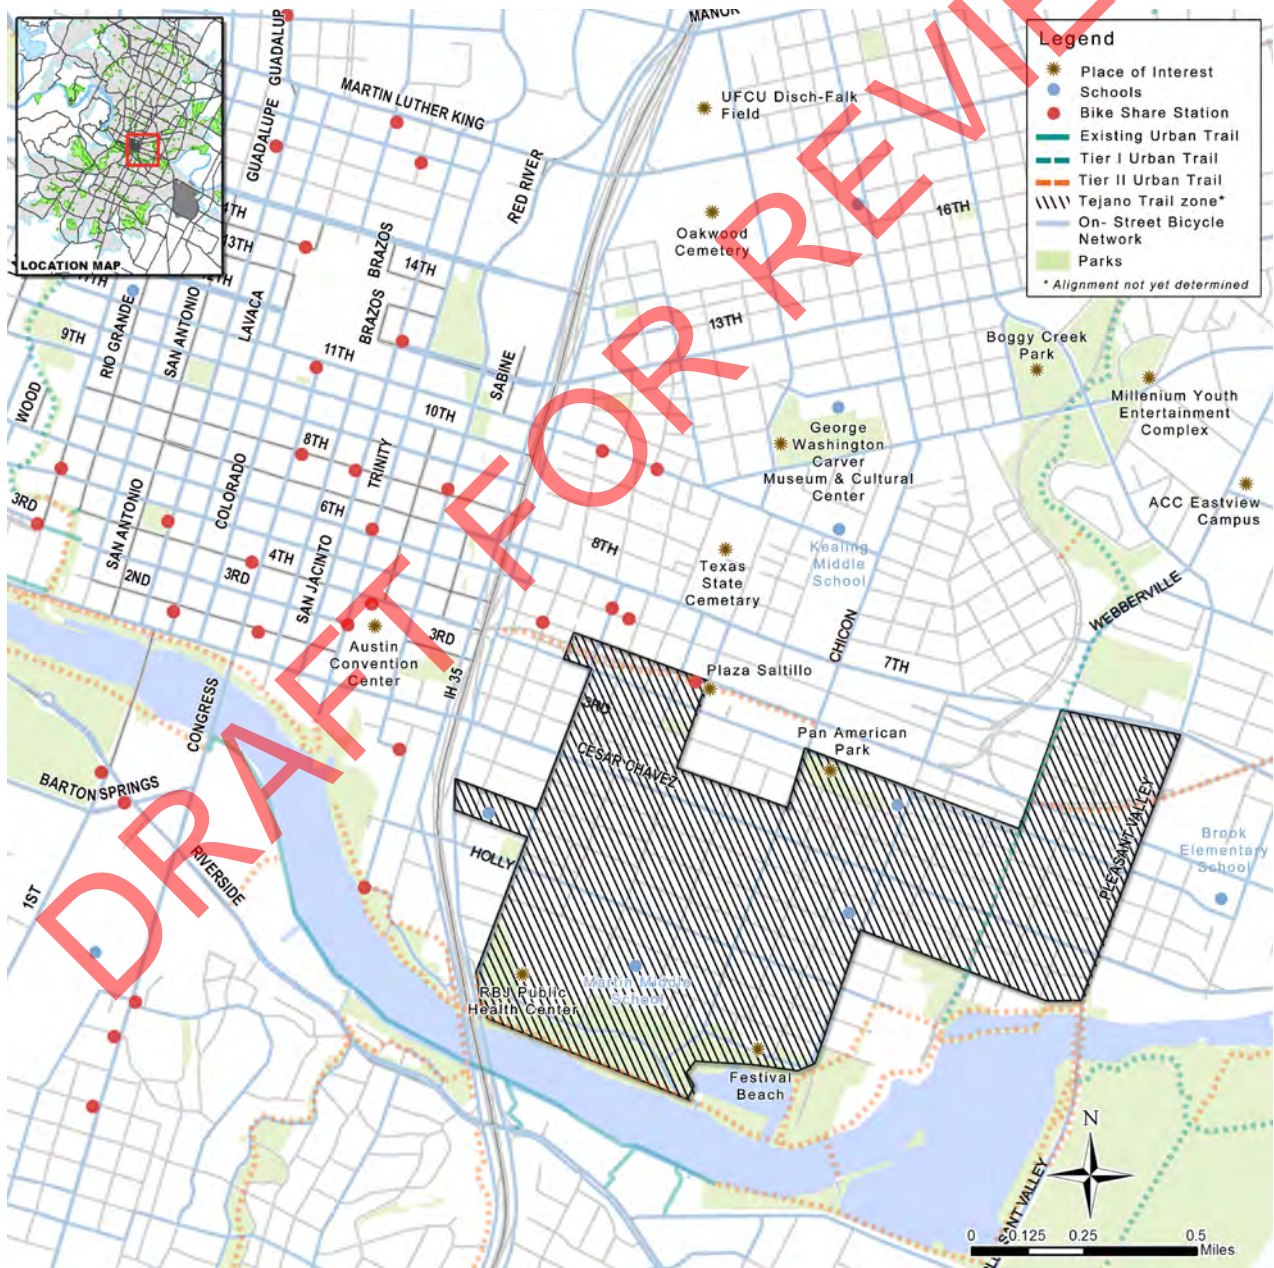 LOCATION MAP
Legend
Place of Interest
Schools
Bike Share Station
Existing Urban Trail
Tier I Urban Trail
Tier II Urban Trail
Tejano Trail zone*
On- Street Bicycle
Network
Parks
* Alignment not yet determined
DRAFT FOR REVIE
MANOR
GUADALUP
GUADALUPE
MARTIN LUTHER KING
RED RIVER
UFCU Disch-Falk
Field
16TH
Oakwood
Cemetery
4TH
13TH
12TH
BRAZOS
14TH
BRAZOS
RIO GRANDE
SAN ANTONIO
LAVACA
9TH
11TH
SABINE
13TH
Boggy Creek
Park
Millenium Youth
Entertainment
Complex
WOOD
10TH
8TH
TRINITY
George
Washington
Carver
Museum & Cultural
Center
ACC Eastview
Campus
3RD
SAN ANTONIO
COLORADO
6TH
4TH
3RD
2ND
SAN JACINTO
8TH
Texas
State
Cemetary
Kealing
Middle
School
WEBBERVILLE
Austin
Convention
Center
3RD
IH 35
CHICON
7TH
Plaza Saltillo
3RD
CESAR CHAVEZ
Pan American
Park
CONGRESS
BARTON SPRINGS
RIVERSIDE
1ST
HOLLY
PLEASANT VALLEY
Brook
Elementary
School
RBJ Public
Health Center
Martin Middle
School
Festival
Beach
N
SANT VALLEY
0 0.125 0.25 0.5
Miles